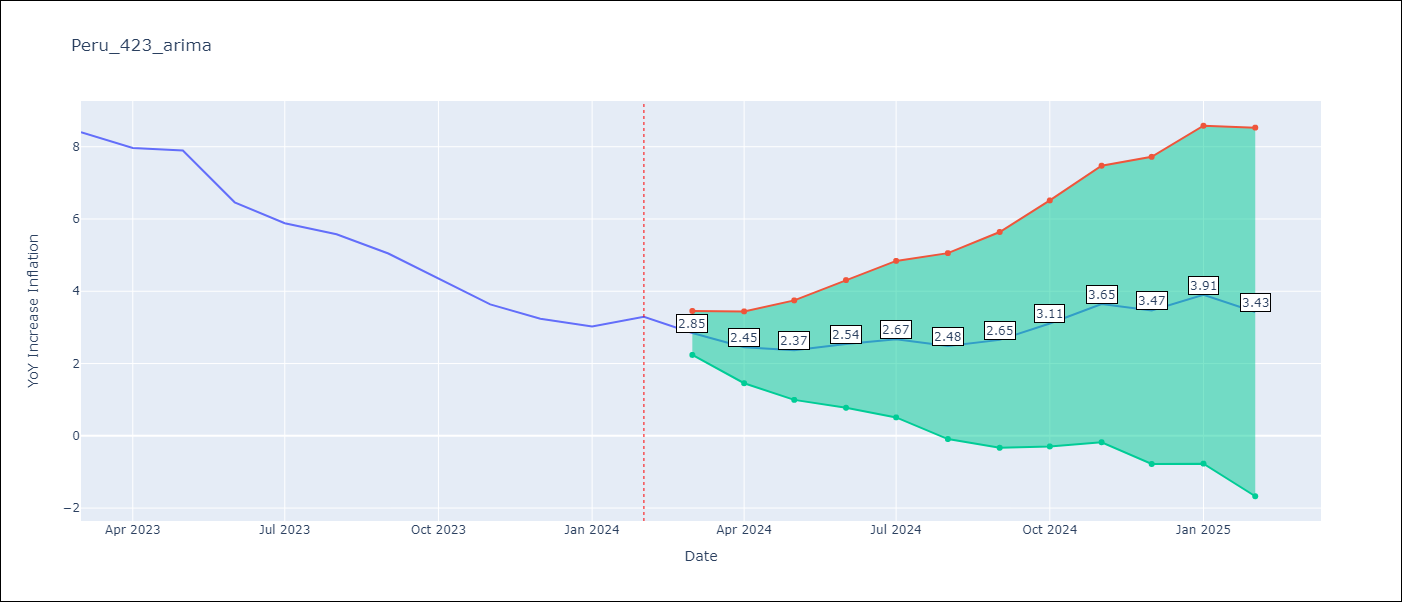 Peru_423_arima
YoY Increase Inflation
8
6
4
2
0
−2
2.85
2.45
2.37
2.54
2.67
2.48
2.65
3.11
3.65
3.47
3.91
3.43
Apr 2023
Jul 2023
Oct 2023
Jan 2024
Apr 2024
Jul 2024
Oct 2024
Jan 2025
Date